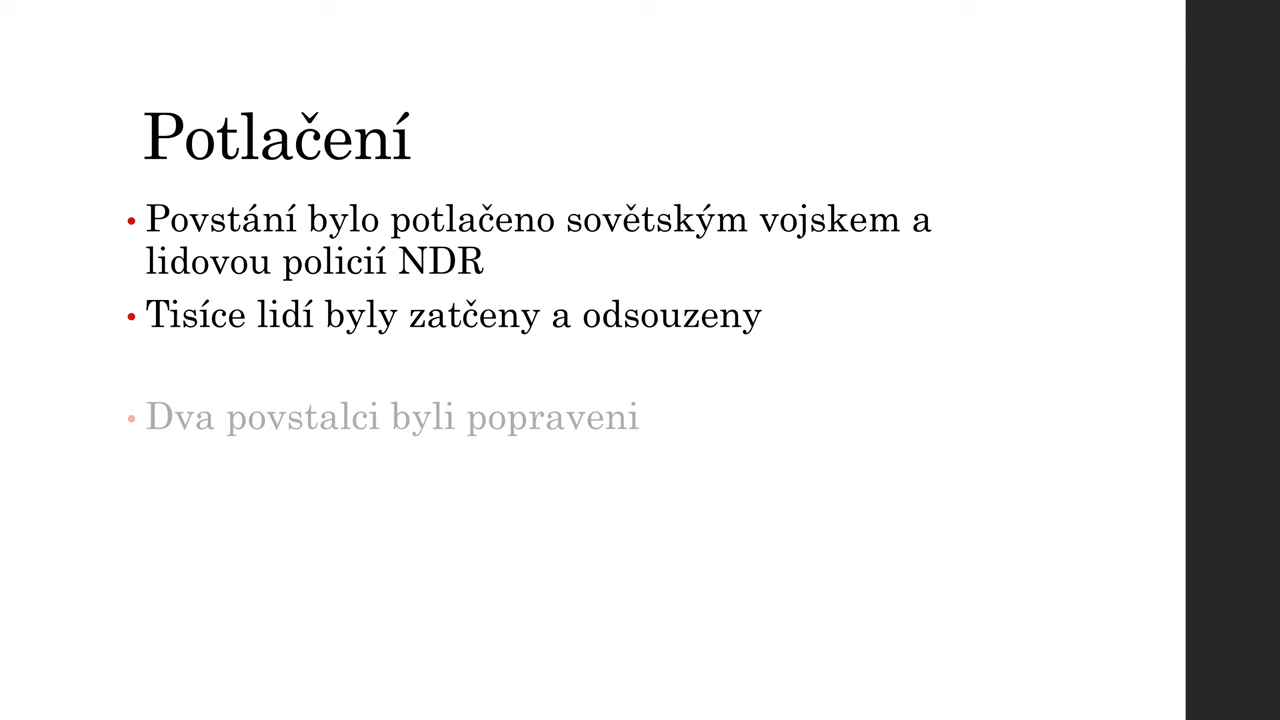 Potlačení
• Povstání bylo potlačeno sovětským vojskem a
lidovou policií NDR
• Tisíce lidí byly zatčeny a odsouzeny
• Dva povstalci byli popraveni